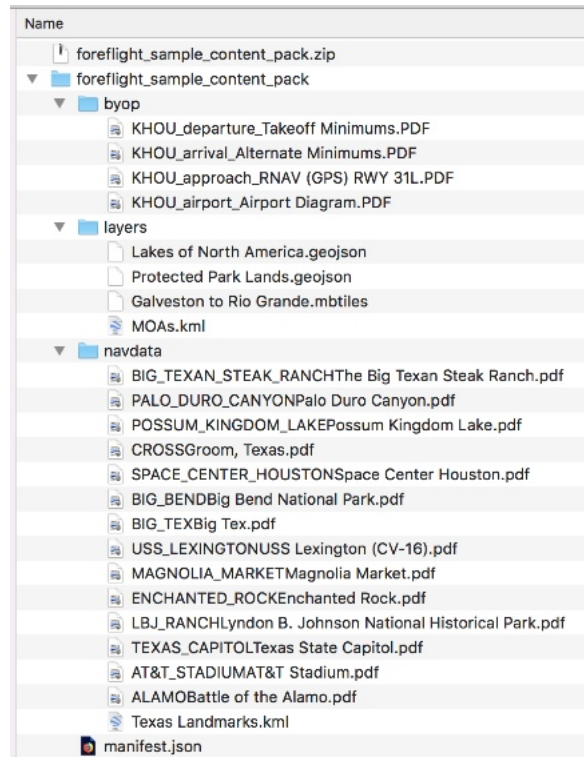 Name
foreflight_sample_content_pack.zip
foreflight_sample_content_pack
byop
KHOU_departure_Takeoff Minimums.PDF
KHOU_arrival_Alternate Minimums.PDF
KHOU_approach_RNAV (GPS) RWY 31L.PDF
KHOU_airport_Airport Diagram.PDF
layers
Lakes of North America.geojson
Protected Park Lands.geojson
Galveston to Rio Grande.mbtiles
MOAs.kml
navdata
BIG_TEXAN_STEAK_RANCHThe Big Texan Steak Ranch.pdf
PALO_DURO_CANYONPalo Duro Canyon.pdf
POSSUM_KINGDOM_LAKEPossum Kingdom Lake.pdf
CROSSGroom, Texas.pdf
SPACE_CENTER_HOUSTONSpace Center Houston.pdf
BIG_BENDBig Bend National Park.pdf
BIG_TEXBig Tex.pdf
USS_LEXINGTONUSS Lexington (CV-16).pdf
MAGNOLIA_MARKETMagnolia Market.pdf
ENCHANTED_ROCKEnchanted Rock.pdf
LBJ_RANCHLyndon B. Johnson National Historical Park.pdf
TEXAS_CAPITOLTexas State Capitol.pdf
AT&T_STADIUMAT&T Stadium.pdf
ALAMOBattle of the Alamo.pdf
Texas Landmarks.kml
manifest.json